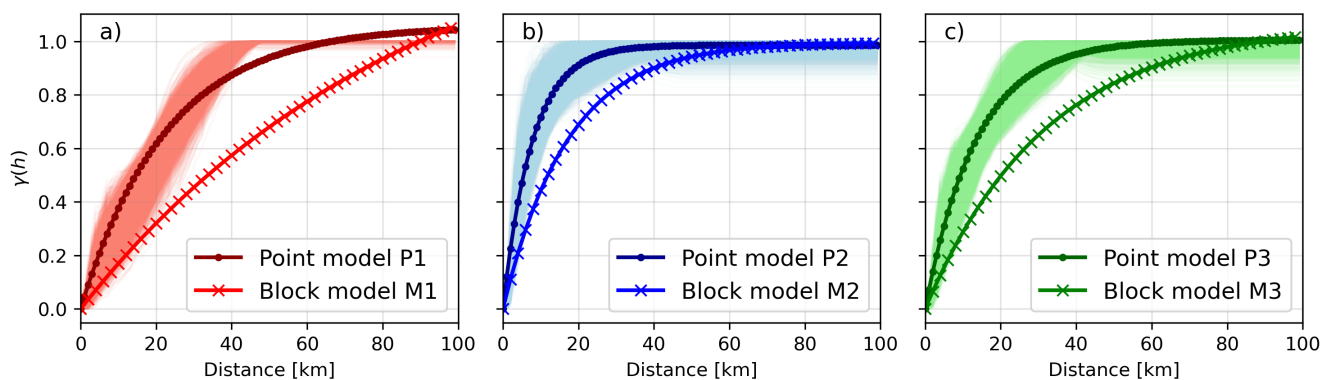 a)
1.0
0.8
0.6
0.4
0.2
0.0
γ(h)
Point model P1
Block model M1
0 20 40 60 80 100
Distance [km]
b)
Point model P2
Block model M2
0 20 40 60 80 100
Distance [km]
c)
Point model P3
Block model M3
0 20 40 60 80 100
Distance [km]